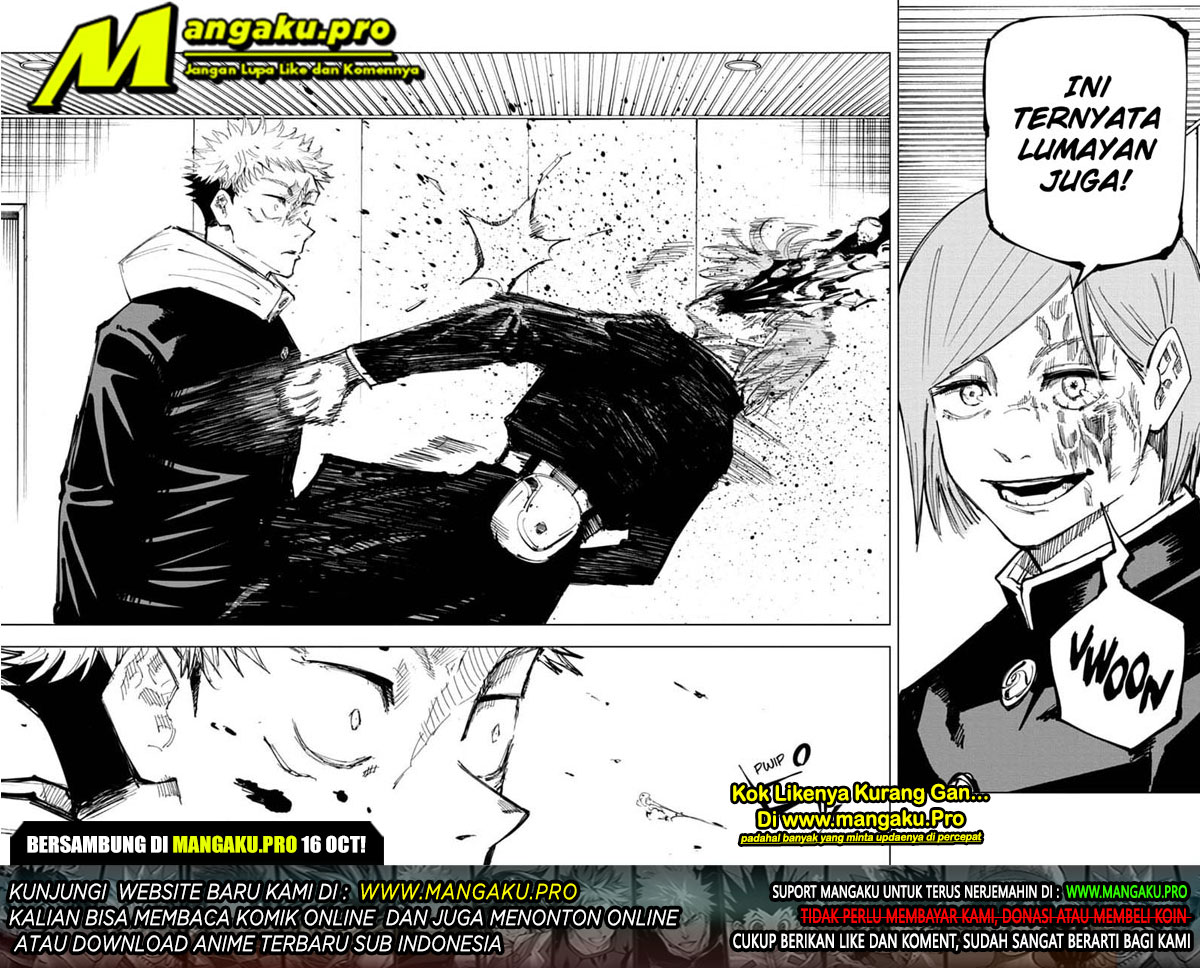 Mangaku.pro
Jangan Lupa Like dan Komennya
INI
TERNYATA
LUMAYAN
JUGA!
VWOON
PWIP
Kok Likenya Kurang Gan...
Di www.mangaku.Pro
padahal banyak yang minta updaenya di percepat
BERSAMBUNG DI MANGAKU.PRO 16 OCT!
KUNJUNGI WEBSITE BARU KAMI DI : WWW.MANGAKU.PRO
KALIAN BISA MEMBACA KOMIK ONLINE DAN JUGA MENONTON ONLINE
ATAU DOWNLOAD ANIME TERBARU SUB INDONESIA
SUPORT MANGAKU UNTUK TERUS NERJEMAHIN DI : WWW.MANGAKU.PRO
TIDAK PERLU MEMBAYAR KAMI, DONASI ATAU MEMBELI KOIN
CUKUP BERIKAN LIKE DAN KOMENT, SUDAH SANGAT BERARTI BAGI KAMI